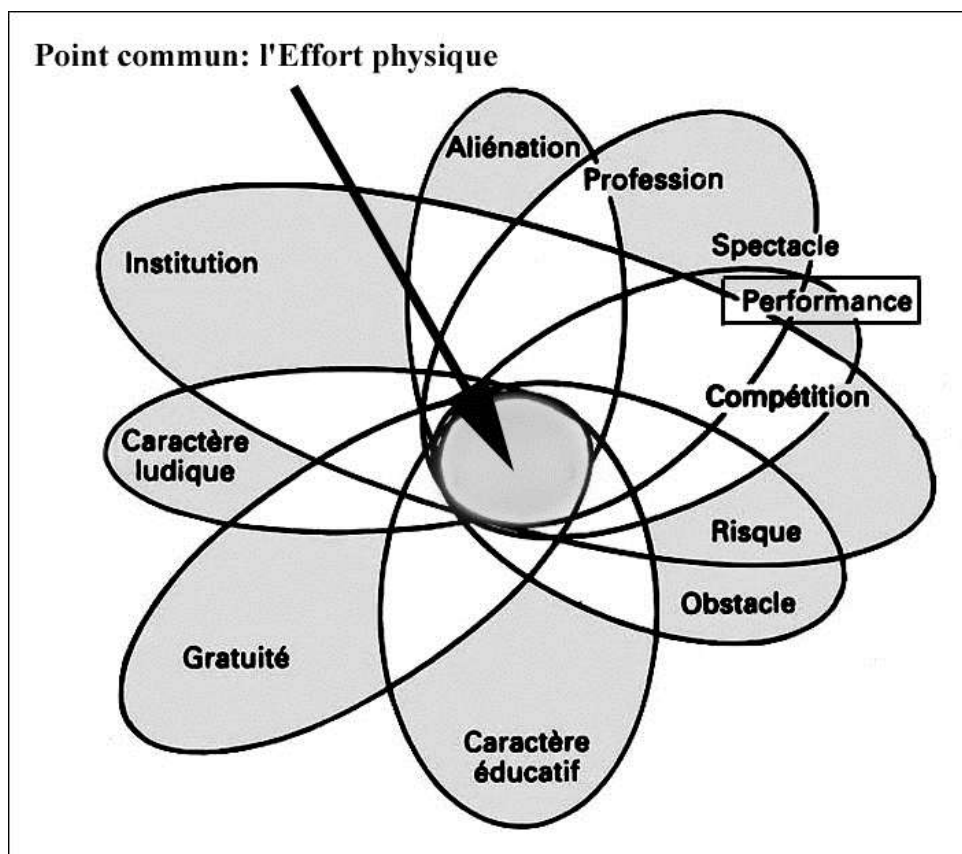 Point commun: l'Effort physique
Aliénation
Profession
Spectacle
Institution
Performance
Compétition
Caractère
ludique
Risque
Obstacle
Gratuité
Caractère
éducatif